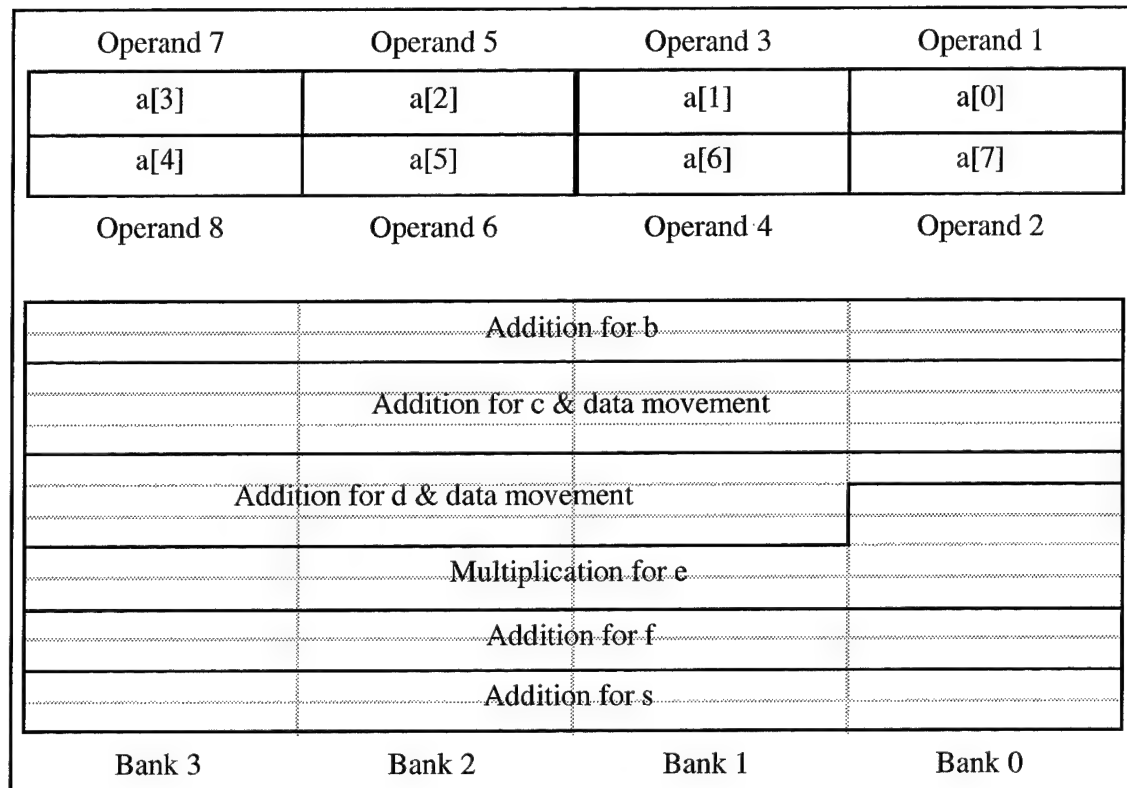 Operand 7 Operand 5 Operand 3 Operand 1
a[3] a[2] a[1] a[0]
a[4] a[5] a[6] a[7]
Operand 8 Operand 6 Operand 4 Operand 2
Addition for b
Addition for c & data movement
Addition for d & data movement
Multiplication for e
Addition for f
Addition for s
Bank 3 Bank 2 Bank 1 Bank 0